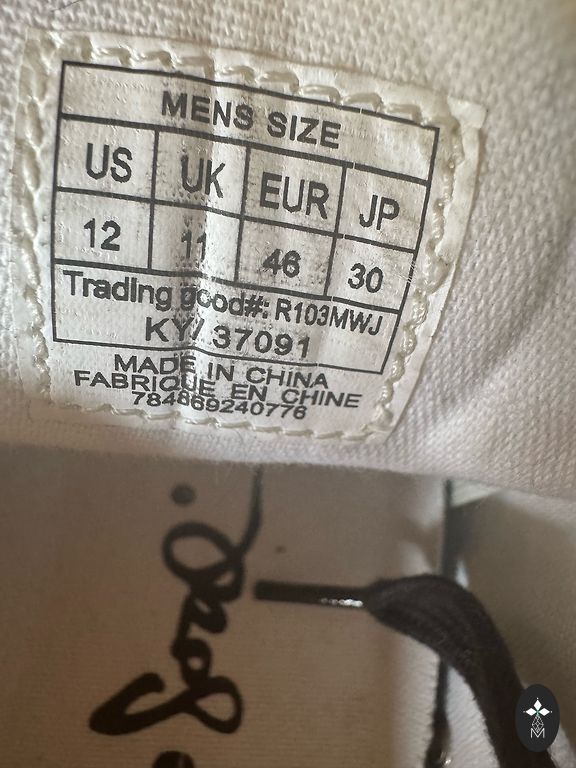 MENS SIZE
US UK EUR JP
12 11 46 30
Trading good#: R103MWJ
KY/ 37091
MADE IN CHINA
FABRIQUE EN CHINE
784869240776
M